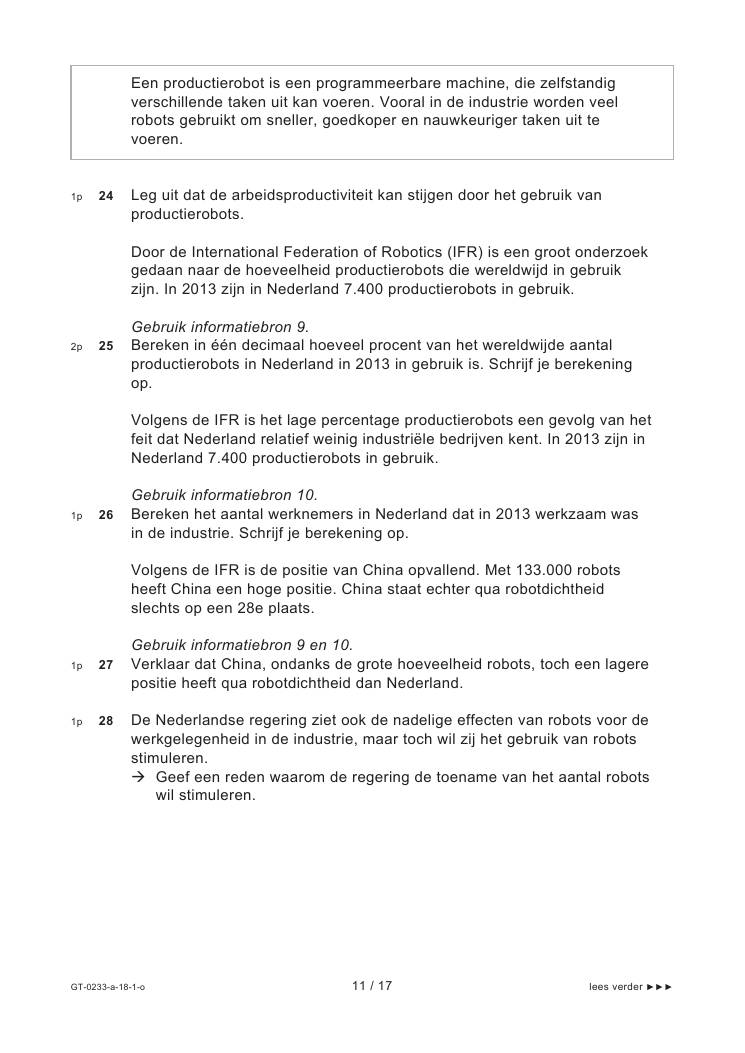 Een productierobot is een programmeerbare machine, die zelfstandig
verschillende taken uit kan voeren. Vooral in de industrie worden veel
robots gebruikt om sneller, goedkoper en nauwkeuriger taken uit te
voeren.
1p 24 Leg uit dat de arbeidsproductiviteit kan stijgen door het gebruik van
productierobots.
Door de International Federation of Robotics (IFR) is een groot onderzoek
gedaan naar de hoeveelheid productierobots die wereldwijd in gebruik
zijn. In 2013 zijn in Nederland 7.400 productierobots in gebruik.
Gebruik informatiebron 9.
2p 25 Bereken in één decimaal hoeveel procent van het wereldwijde aantal
productierobots in Nederland in 2013 in gebruik is. Schrijf je berekening
op.
Volgens de IFR is het lage percentage productierobots een gevolg van het
feit dat Nederland relatief weinig industriële bedrijven kent. In 2013 zijn in
Nederland 7.400 productierobots in gebruik.
Gebruik informatiebron 10.
1p 26 Bereken het aantal werknemers in Nederland dat in 2013 werkzaam was
in de industrie. Schrijf je berekening op.
Volgens de IFR is de positie van China opvallend. Met 133.000 robots
heeft China een hoge positie. China staat echter qua robotdichtheid
slechts op een 28e plaats.
Gebruik informatiebron 9 en 10.
1p 27 Verklaar dat China, ondanks de grote hoeveelheid robots, toch een lagere
positie heeft qua robotdichtheid dan Nederland.
1p 28 De Nederlandse regering ziet ook de nadelige effecten van robots voor de
werkgelegenheid in de industrie, maar toch wil zij het gebruik van robots
stimuleren.
→ Geef een reden waarom de regering de toename van het aantal robots
wil stimuleren.
GT-0233-a-18-1-o 11 / 17 lees verder ►►►